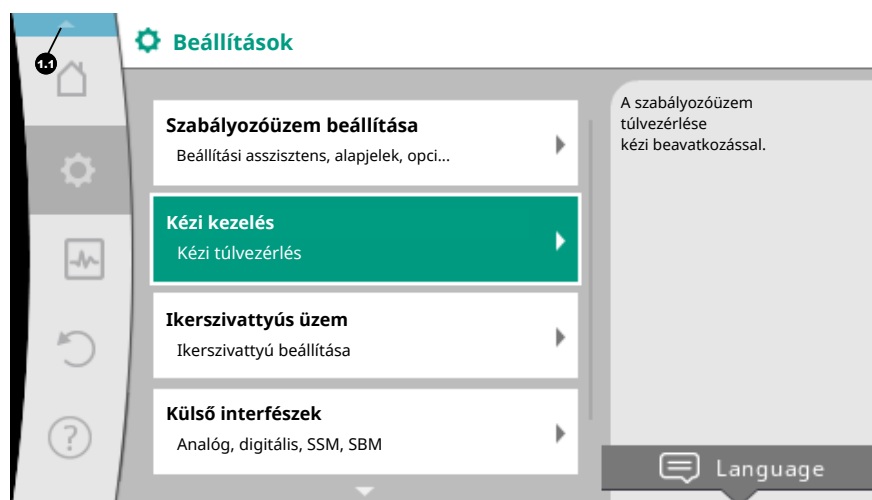 1.1
Beállítások
Szabályozóüzem beállítása
Beállítási asszisztens, alapjelek, opci...
Kézi kezelés
Kézi túlvezérlés
Ikerszivattyús üzem
Ikerszivattyú beállítása
Külső interfészek
Analóg, digitális, SSM, SBM
A szabályozóüzem
túlvezérlése
kézi beavatkozással.
?
Language